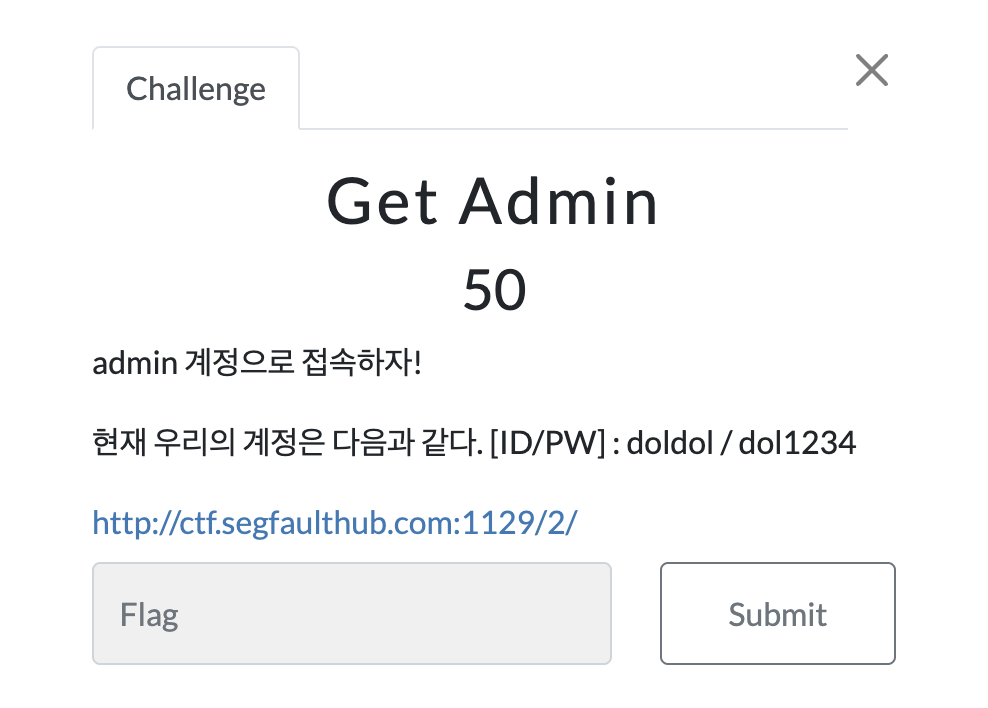 Challenge
Get Admin
50
admin 계정으로 접속하자!
현재 우리의 계정은 다음과 같다. [ID/PW] : doldol / dol1234
http://ctf.segfaulthub.com:1129/2/
Flag
Submit